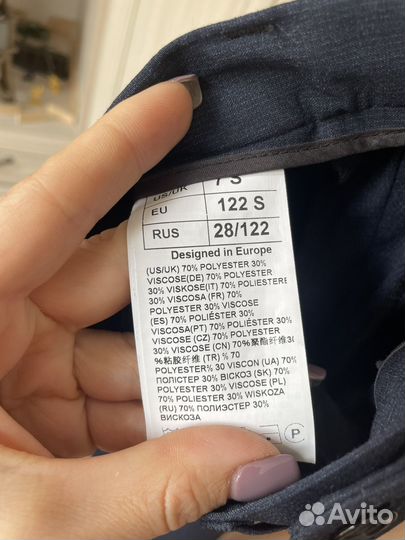 US/UK 7 S
EU 122 S
RUS 28/122
Designed in Europe
(US/UK) 70% POLYESTER 30%
VISCOSE(DE) 70% POLYESTER
30% VISKOSE(IT) 70% POLIESTERE
30% VISCOSA (FR) 70%
POLYESTER 30% VISCOSE
(ES) 70% POLIÉSTER 30%
VISCOSA(PT) 70% POLIÉSTER
30% VISCOSE (CZ) 70% POLYESTER
30% VISCOSE (CN) 70%聚酯纤维30
%粘胶纤维 (TR) % 70
POLYESTER% 30 VISCON (UA) 70%
ПОЛІЕСТЕР 30% ВІСКОЗ (SK) 70%
POLYESTER 30% VISCOSE (PL)
70% POLIESTER 30% WISKOZA
(RU) 70% ПОЛИЭСТЕР 30%
ВИСКОЗА
P
Avito